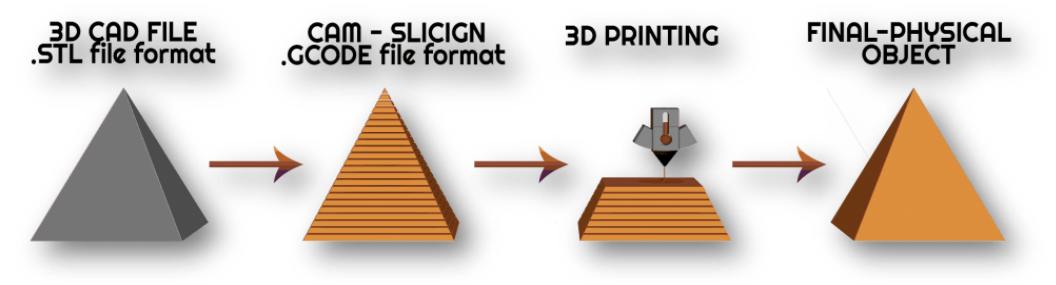 3D CAD FILE
.STL file format
CAM - SLICIGN
.GCODE file format
3D PRINTING
FINAL-PHYSICAL
OBJECT